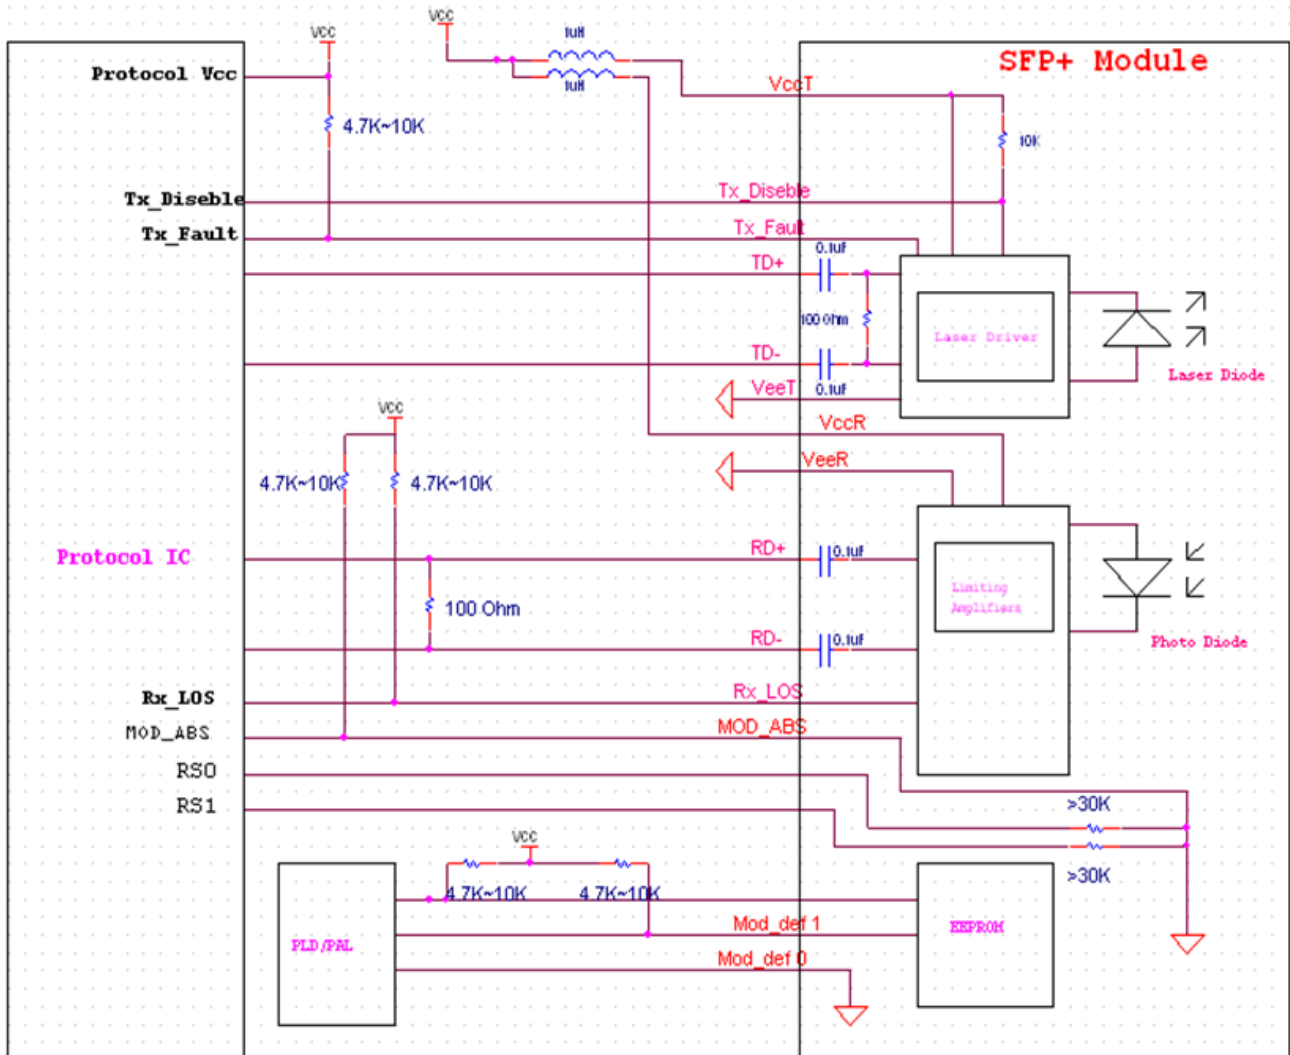 VCC
VCC
1uH
1uH
Protocol Vcc
SFP+ Module
VccT
4.7K~10K
10K
Tx_Diseble
Tx_Diseble
Tx_Fault
Tx_Fault
0.1uF
TD+
100 Ohm
Laser Driver
TD-
Laser Diode
VeeT
0.1uF
VCC
VccR
VeeR
4.7K~10K
4.7K~10K
Protocol IC
RD+
0.1uF
Limiting
Amplifiers
100 Ohm
RD-
0.1uF
Photo Diode
Rx_LOS
Rx_LOS
MOD_ABS
MOD_ABS
RS0
RS1
>30K
VCC
>30K
4.7K~10K
4.7K~10K
Mod_def 1
EEPROM
PLD/PAL
Mod_def 0